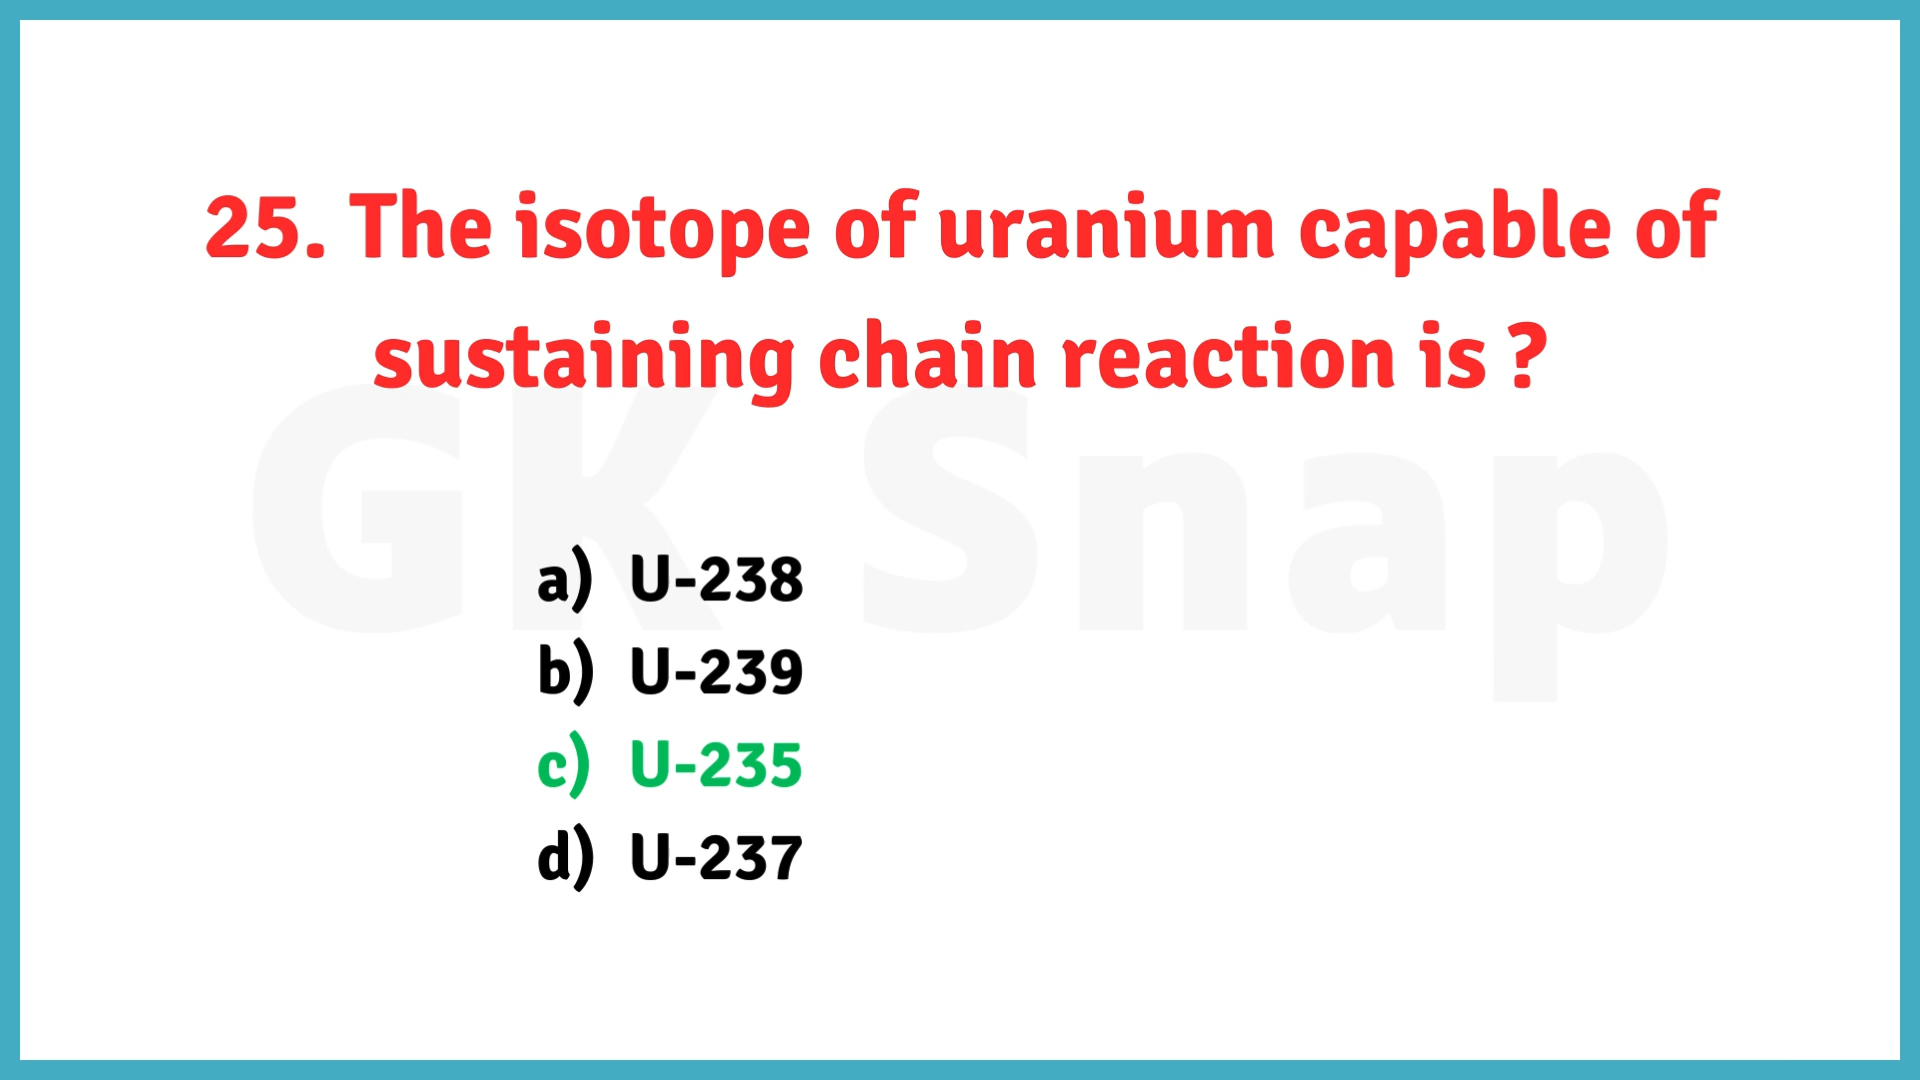 25. The isotope of uranium capable of
sustaining chain reaction is ?
GK Snap
a) U-238
b) U-239
c) U-235
d) U-237